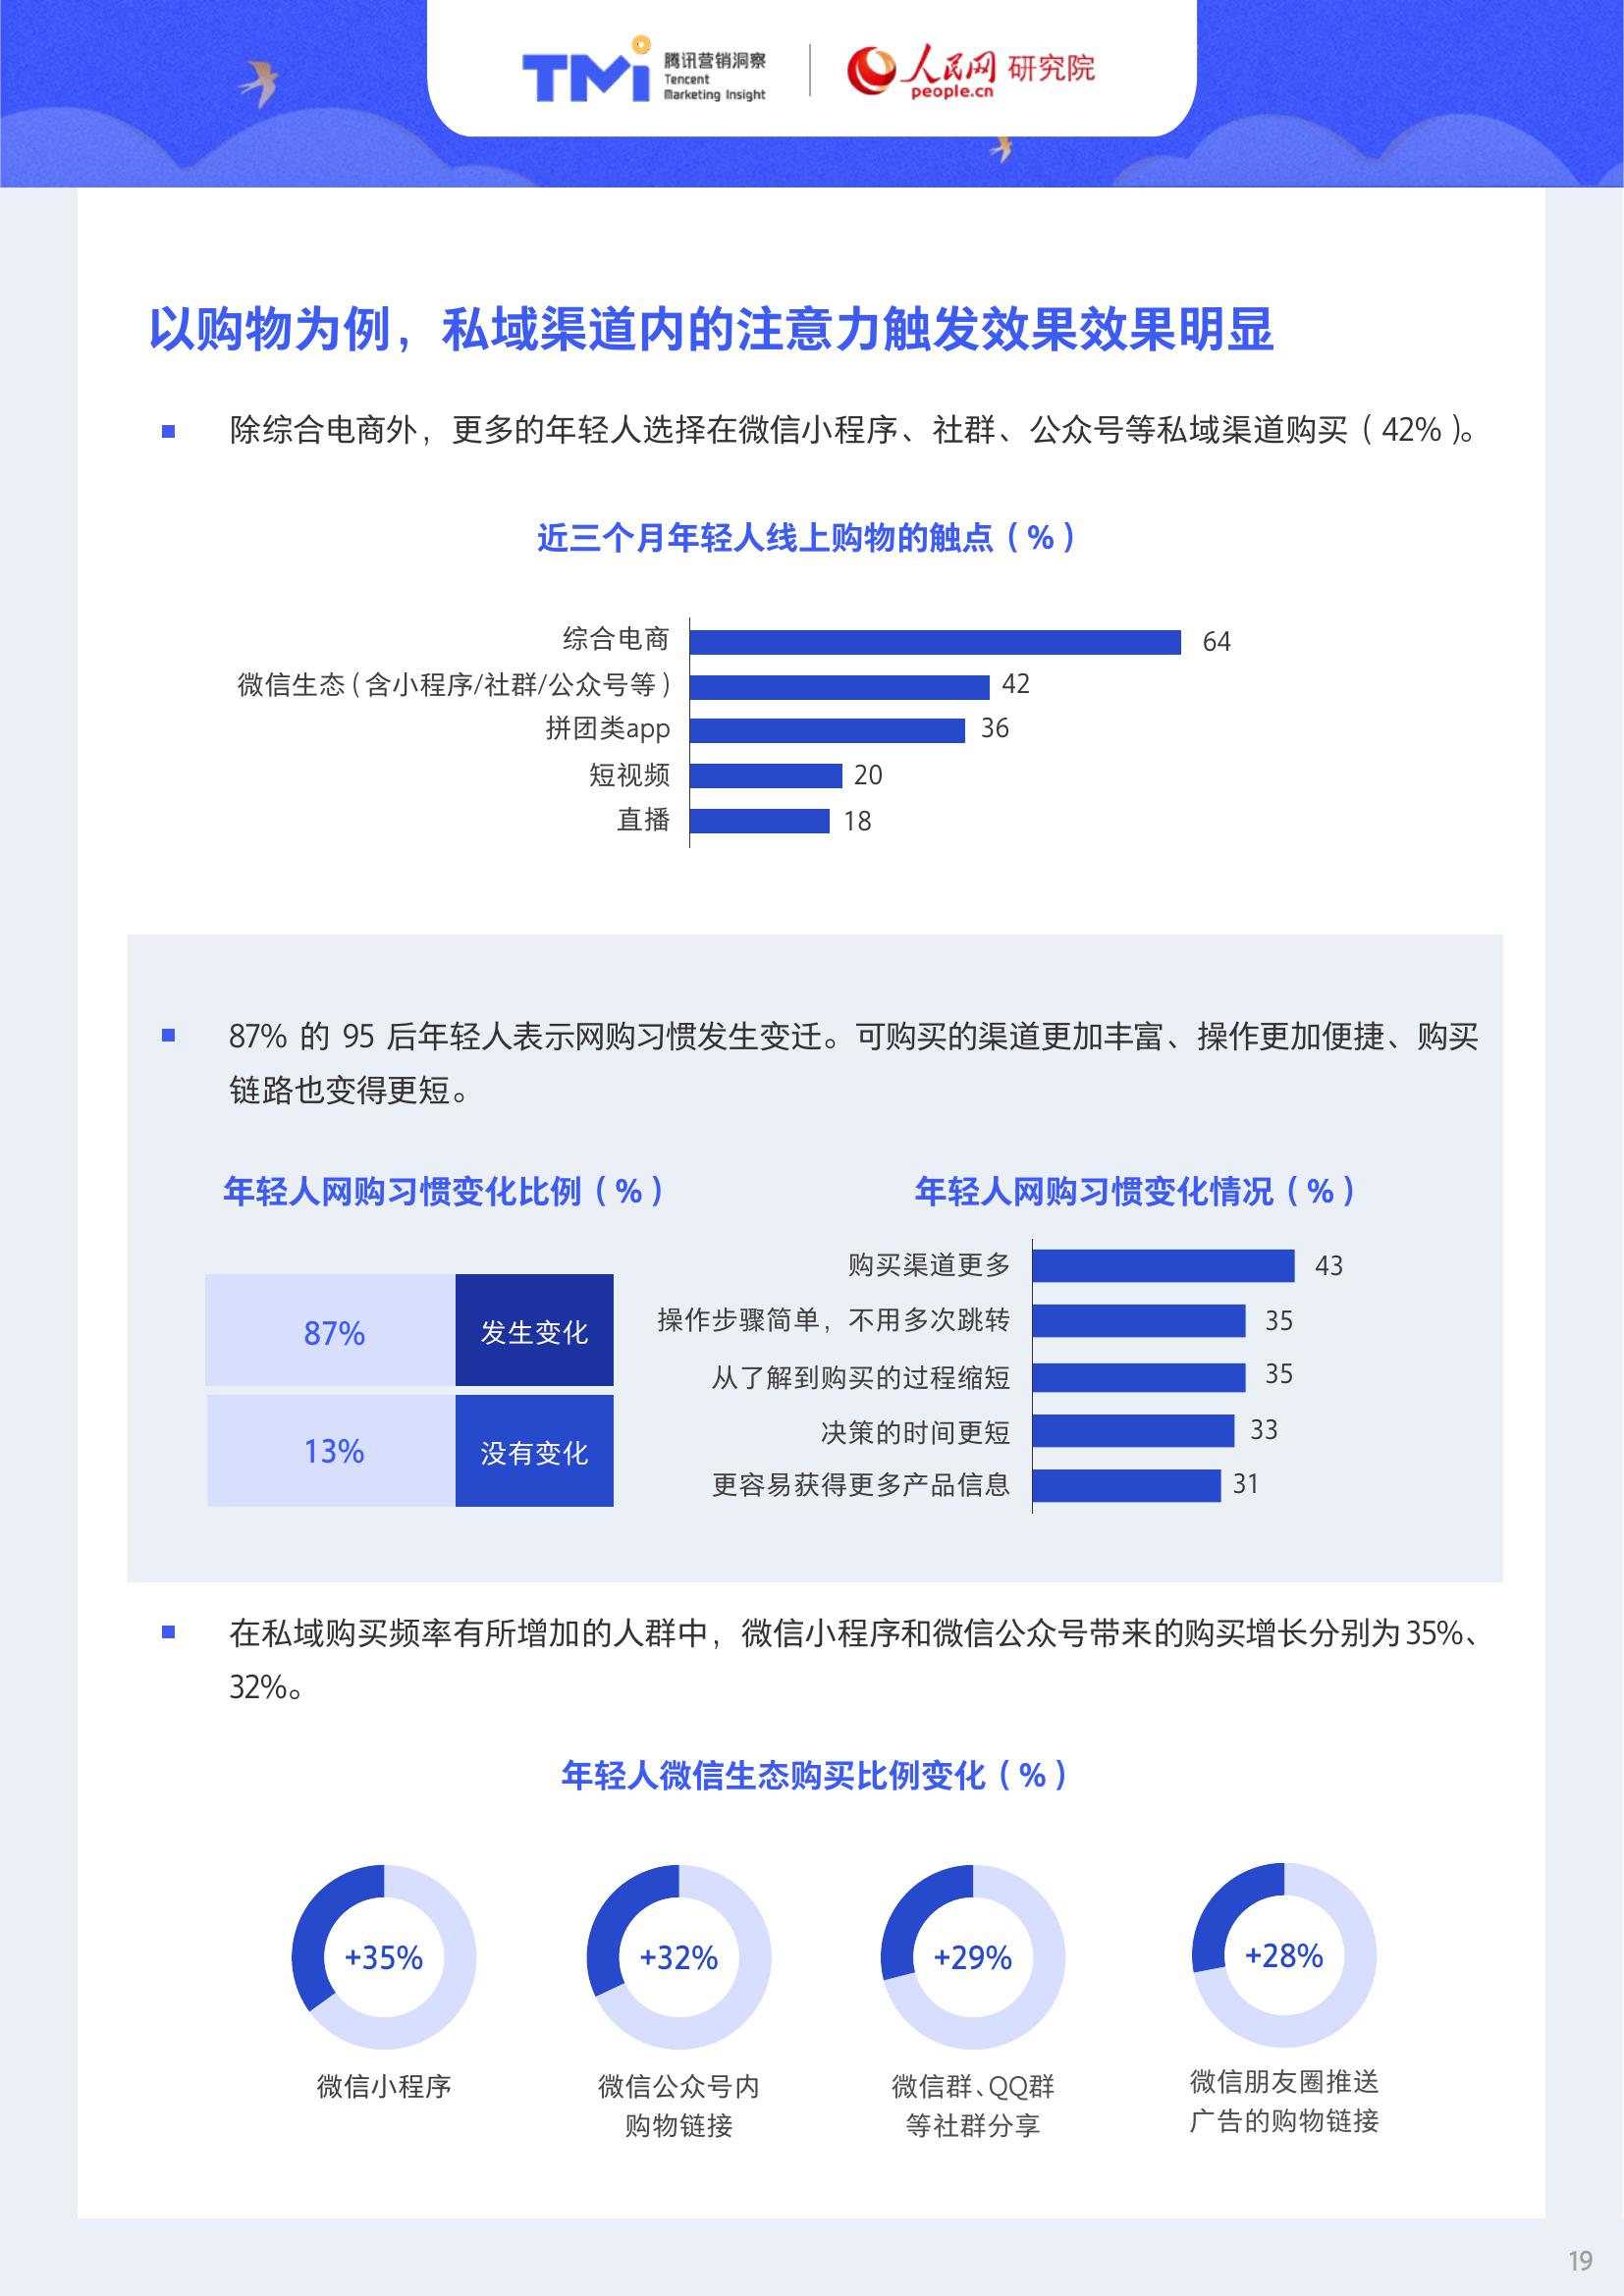 TMi 腾讯营销洞察
Tencent
Marketing Insight
人民网 研究院
people.cn
以购物为例，私域渠道内的注意力触发效果效果明显
除综合电商外，更多的年轻人选择在微信小程序、社群、公众号等私域渠道购买（42%）。
近三个月年轻人线上购物的触点（%）
综合电商 64
微信生态（含小程序/社群/公众号等） 42
拼团类app 36
短视频 20
直播 18
87% 的 95 后年轻人表示网购习惯发生变迁。可购买的渠道更加丰富、操作更加便捷、购买
链路也变得更短。
年轻人网购习惯变化比例（%）
87% 发生变化
13% 没有变化
年轻人网购习惯变化情况（%）
购买渠道更多 43
操作步骤简单，不用多次跳转 35
从了解到购买的过程缩短 35
决策的时间更短 33
更容易获得更多产品信息 31
在私域购买频率有所增加的人群中，微信小程序和微信公众号带来的购买增长分别为35%、
32%。
年轻人微信生态购买比例变化（%）
+35%
微信小程序
+32%
微信公众号内
购物链接
+29%
微信群、QQ群
等社群分享
+28%
微信朋友圈推送
广告的购物链接
19